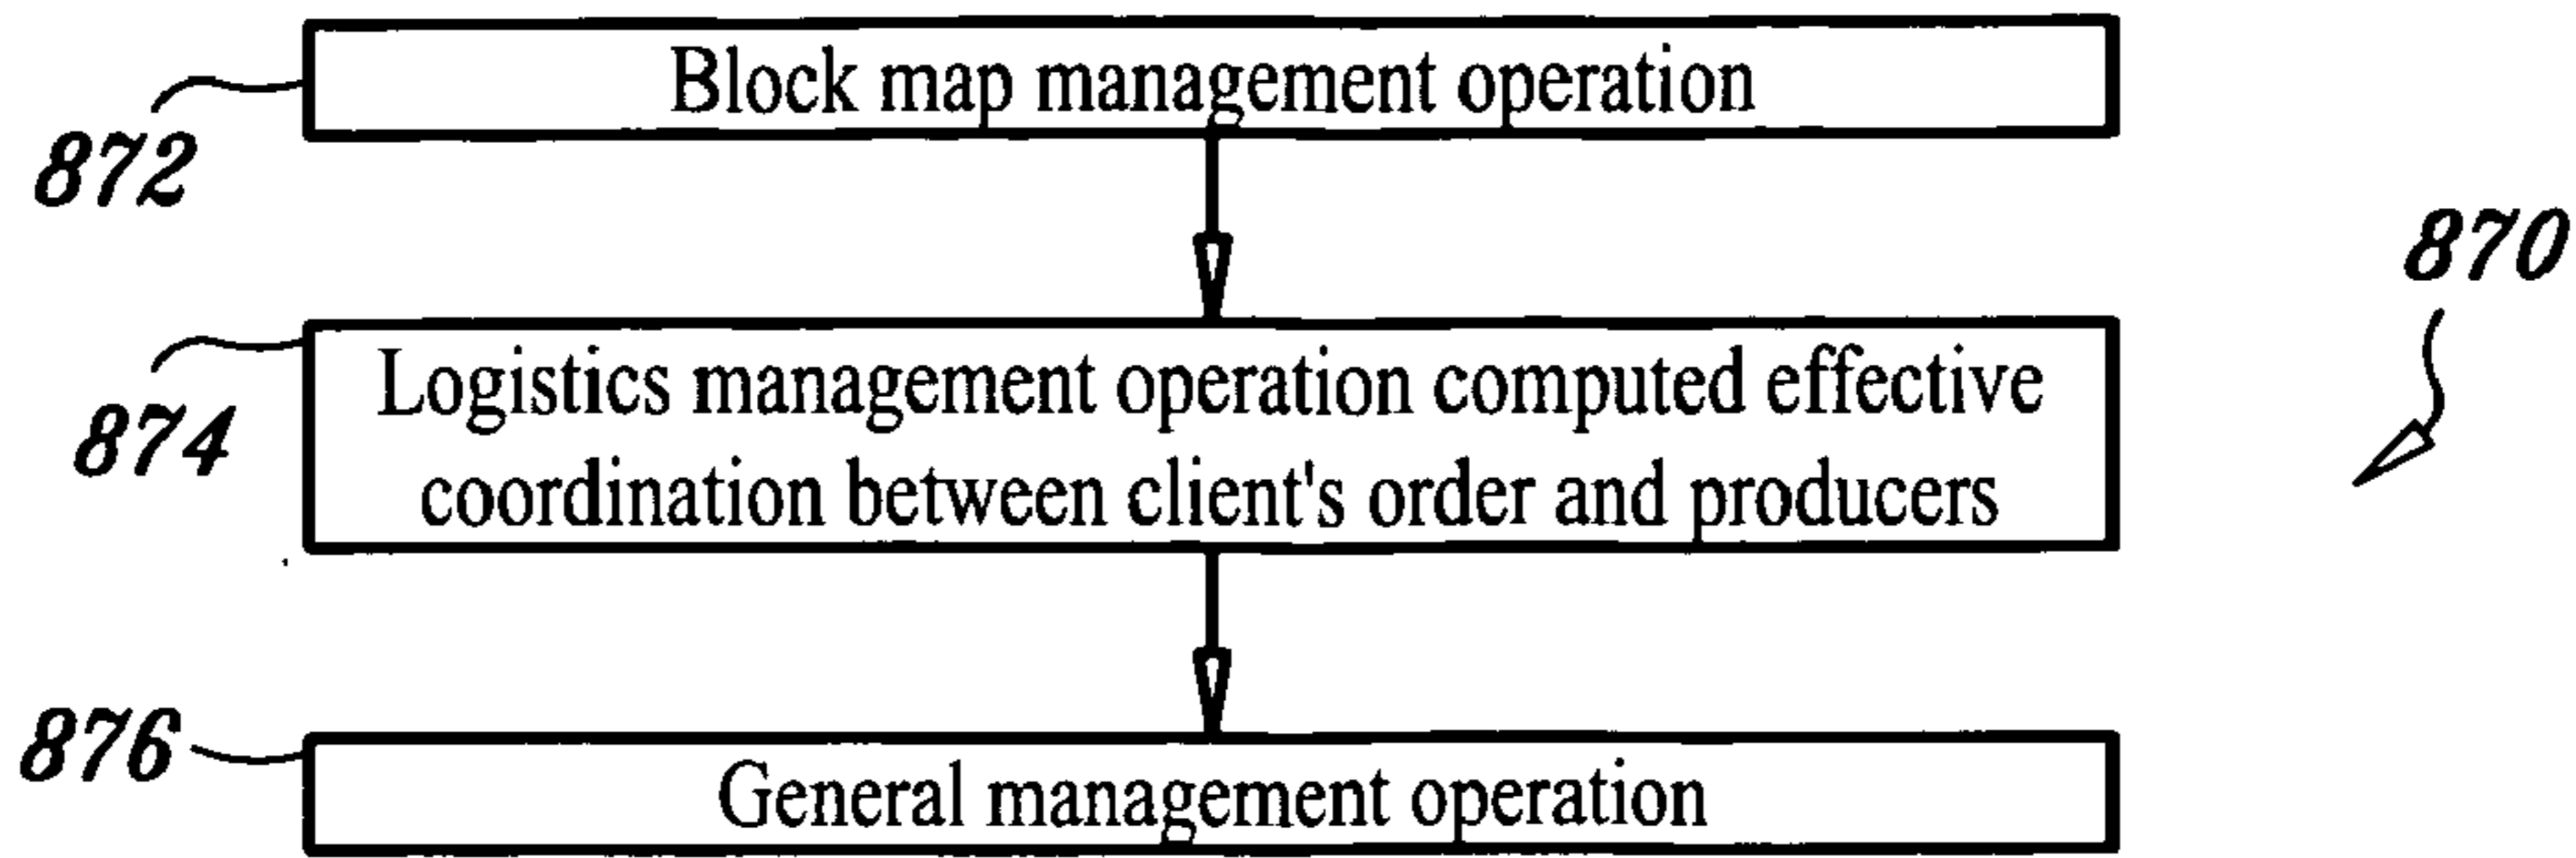 Block map management operation
872
870
874
Logistics management operation computed effective
coordination between client's order and producers
876
General management operation